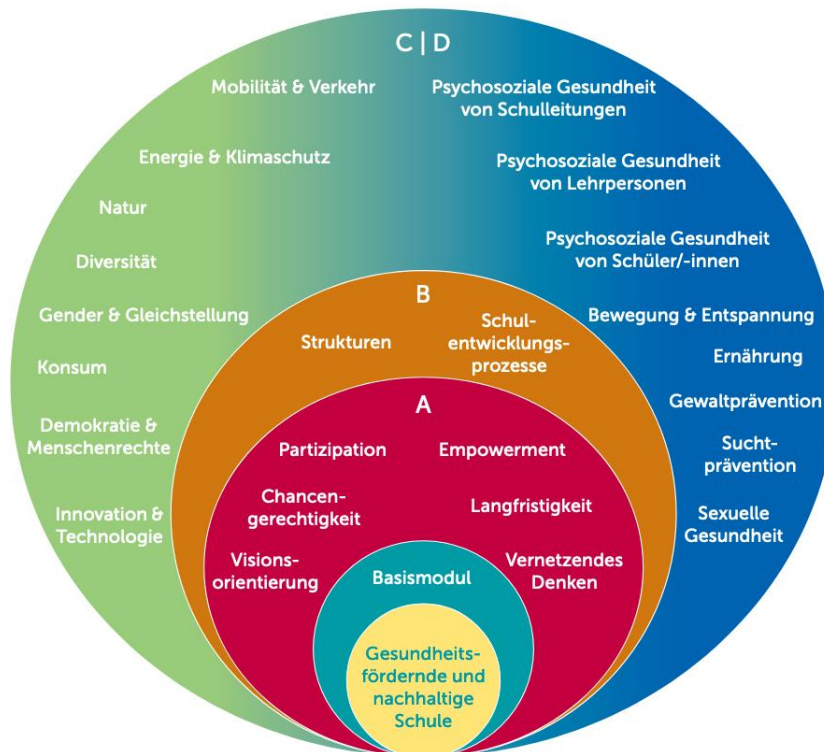 C | D
Mobilität & Verkehr
Energie & Klimaschutz
Natur
Diversität
Gender & Gleichstellung
Konsum
Demokratie &
Menschenrechte
Innovation &
Technologie
Psychosoziale Gesundheit
von Schulleitungen
Psychosoziale Gesundheit
von Lehrpersonen
Psychosoziale Gesundheit
von Schüler/-innen
Bewegung & Entspannung
Ernährung
Gewaltprävention
Sucht-
prävention
Sexuelle
Gesundheit
B
Strukturen
Schul-
entwicklungs-
prozesse
A
Partizipation
Empowerment
Chancen-
gerechtigkeit
Langfristigkeit
Visions-
orientierung
Vernetzendes
Denken
Basismodul
Gesundheits-
fördernde und
nachhaltige
Schule